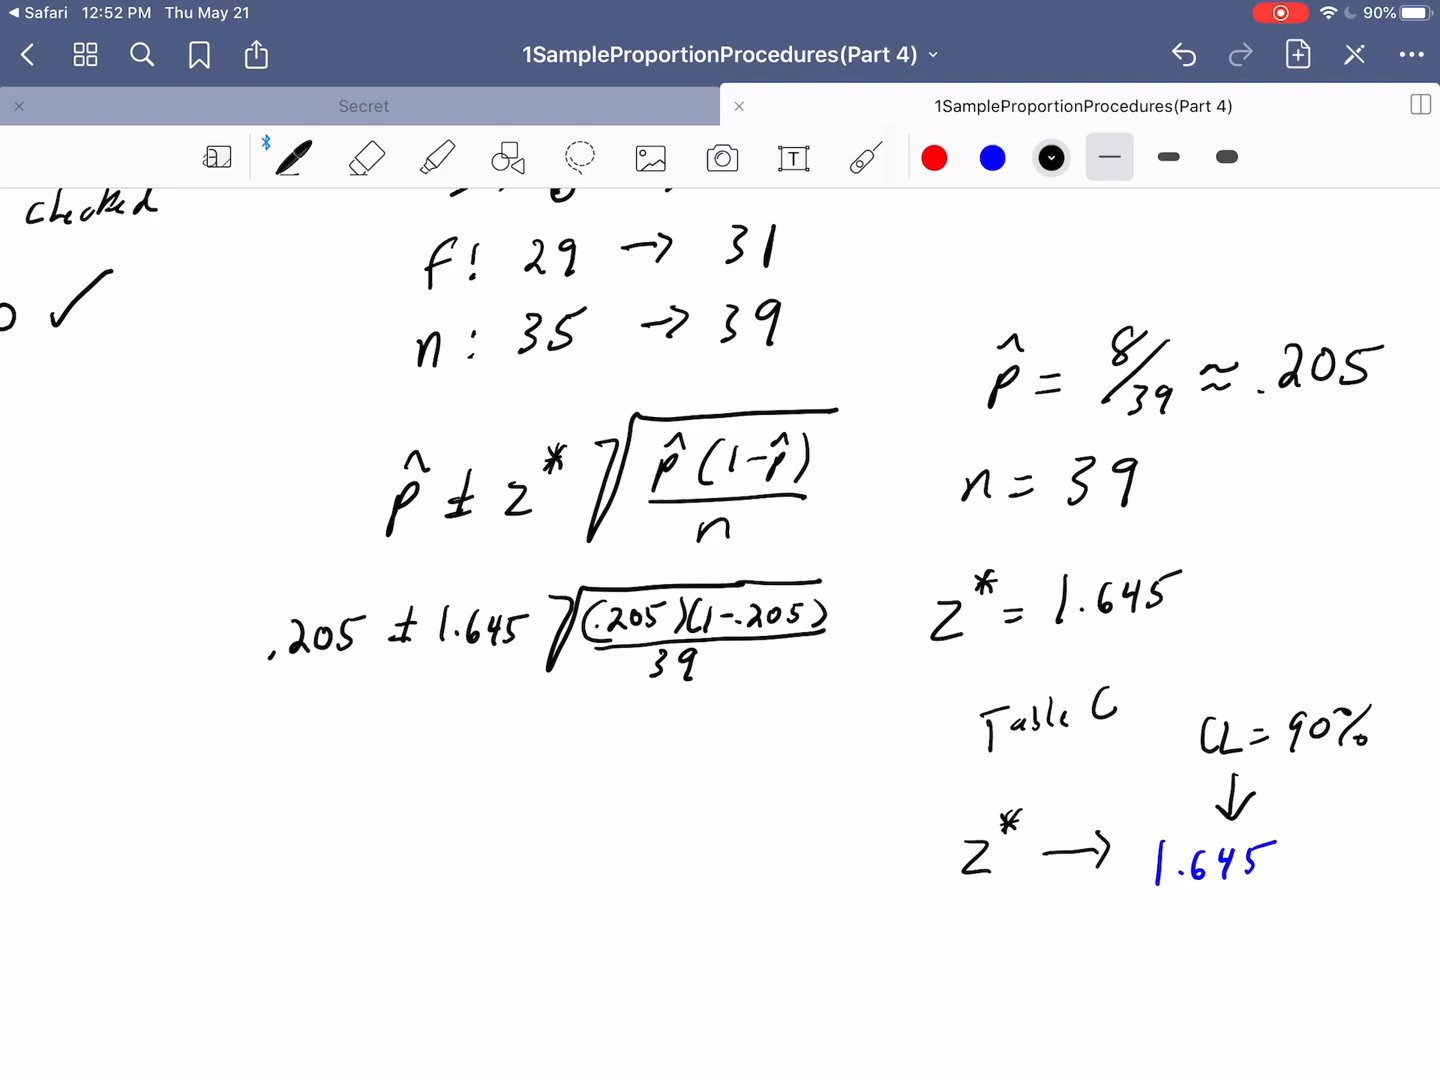 Safari 12:52 PM Thu May 21 90%
1SampleProportionProcedures(Part 4)
Secret
1SampleProportionProcedures(Part 4)
T
checked
f: 29 → 31
n: 35 → 39
p̂ = 8/39 ≈ .205
p̂ ± z* √(p̂(1-p̂)/n)
n = 39
z* = 1.645
.205 ± 1.645 √((.205)(1-.205)/39)
Table C
CL = 90%
↓
z* → 1.645